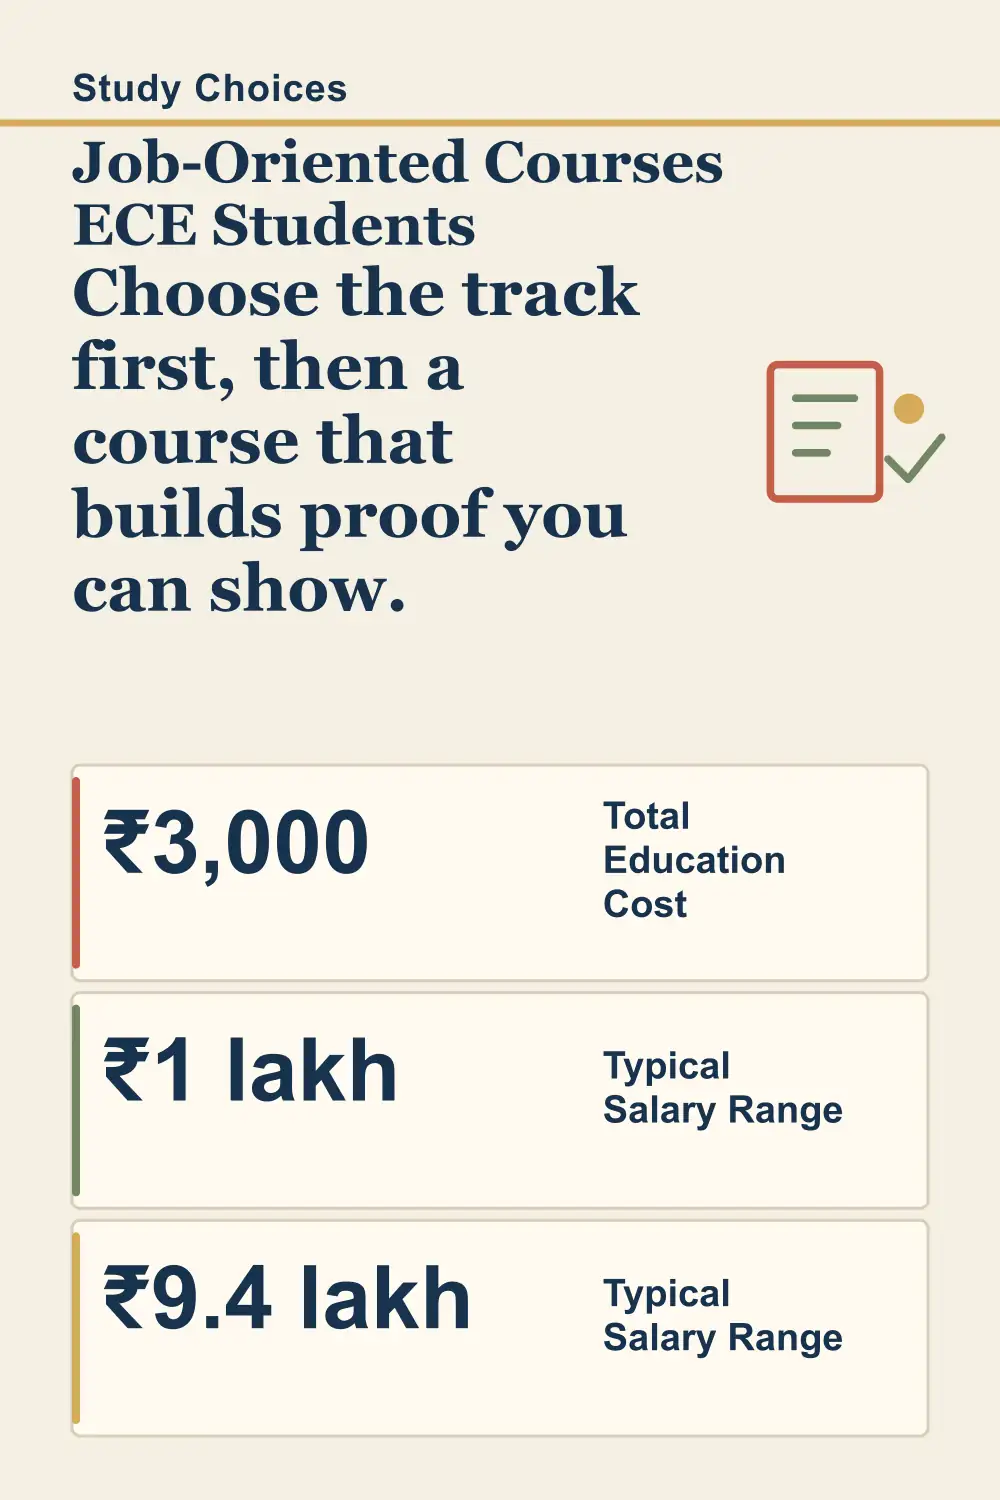 Study Choices
Job-Oriented Courses
ECE Students
Choose the track
first, then a
course that
builds proof you
can show.
₹3,000
Total
Education
Cost
₹1 lakh
Typical
Salary Range
₹9.4 lakh
Typical
Salary Range